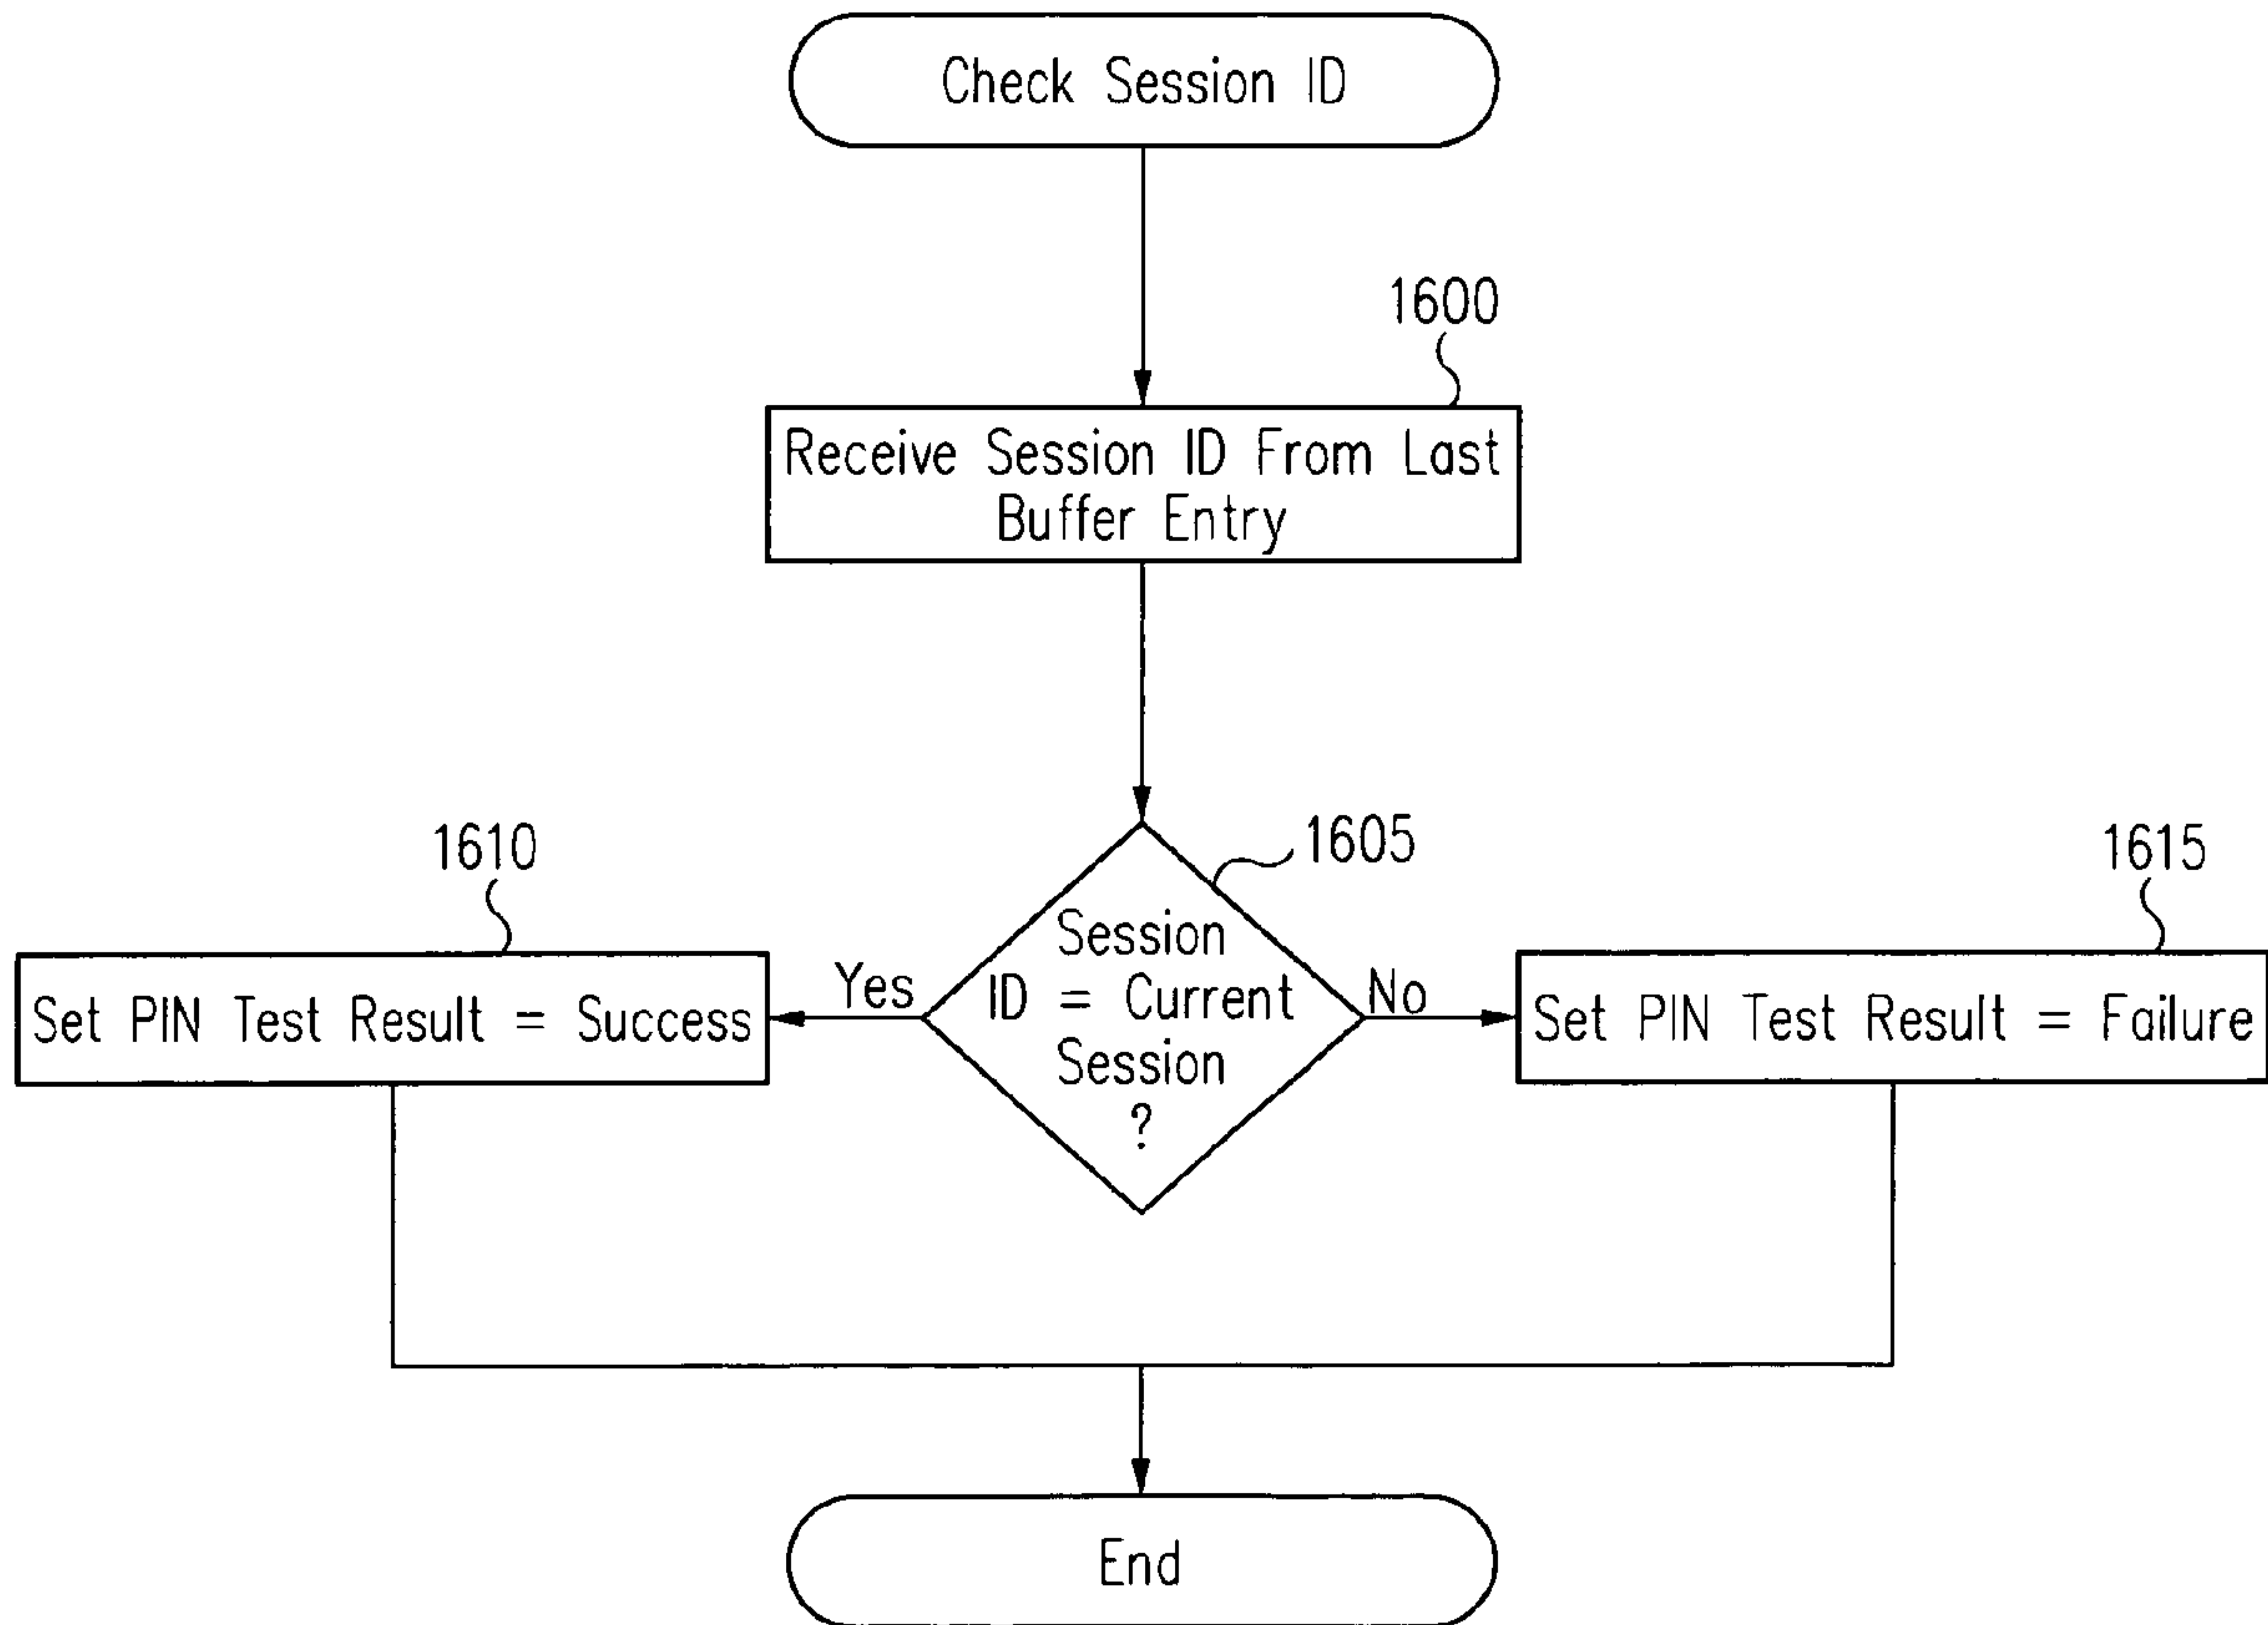 Check Session ID
1600
Receive Session ID From Last
Buffer Entry
1605
Session
ID = Current
Session
?
Yes
No
1610
Set PIN Test Result = Success
1615
Set PIN Test Result = Failure
End